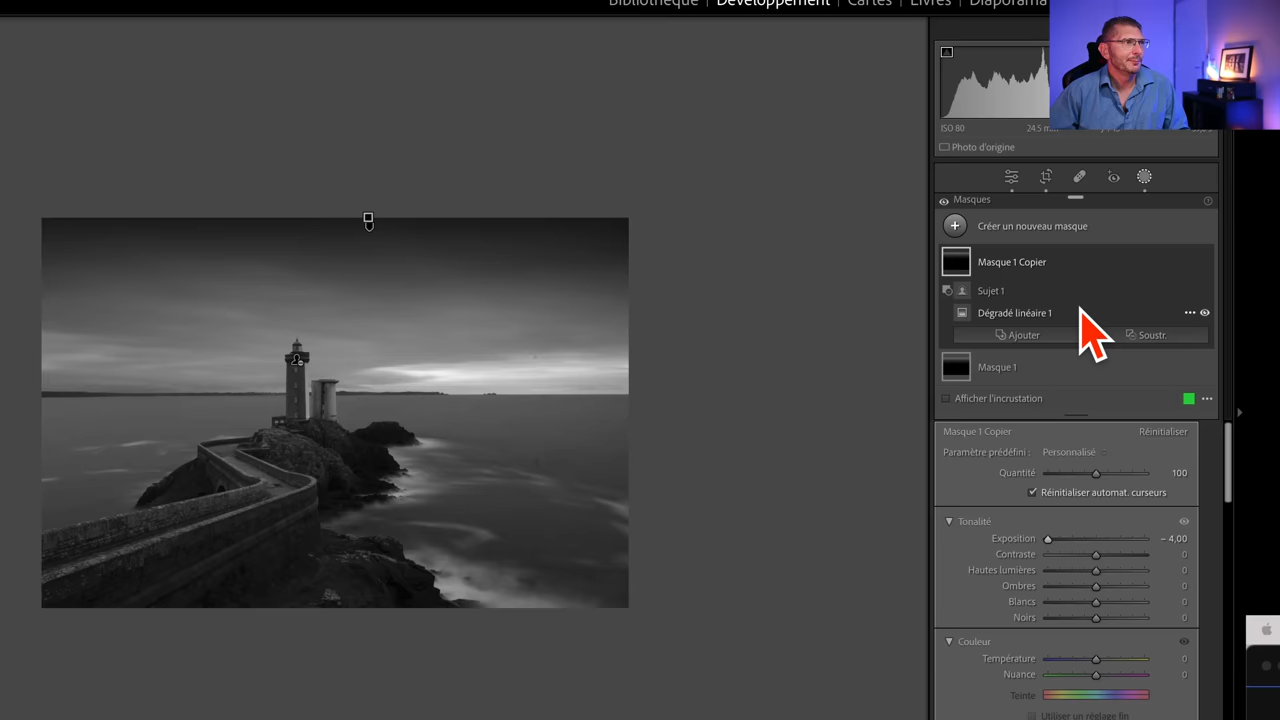 Bibliothèque | Développement | Cartes | Livres | Diaporama
ISO 80 24.5 m
Photo d'origine
Masques
Créer un nouveau masque
Masque 1 Copier
Sujet 1
Dégradé linéaire 1
Ajouter Soustr.
Masque 1
Afficher l'incrustation
Masque 1 Copier Réinitialiser
Paramètre prédéfini : Personnalisé
Quantité 100
Réinitialiser automat. curseurs
Tonalité
Exposition – 4,00
Contraste 0
Hautes lumières 0
Ombres 0
Blancs 0
Noirs 0
Couleur
Température 0
Nuance 0
Teinte
Utiliser un réglage fin